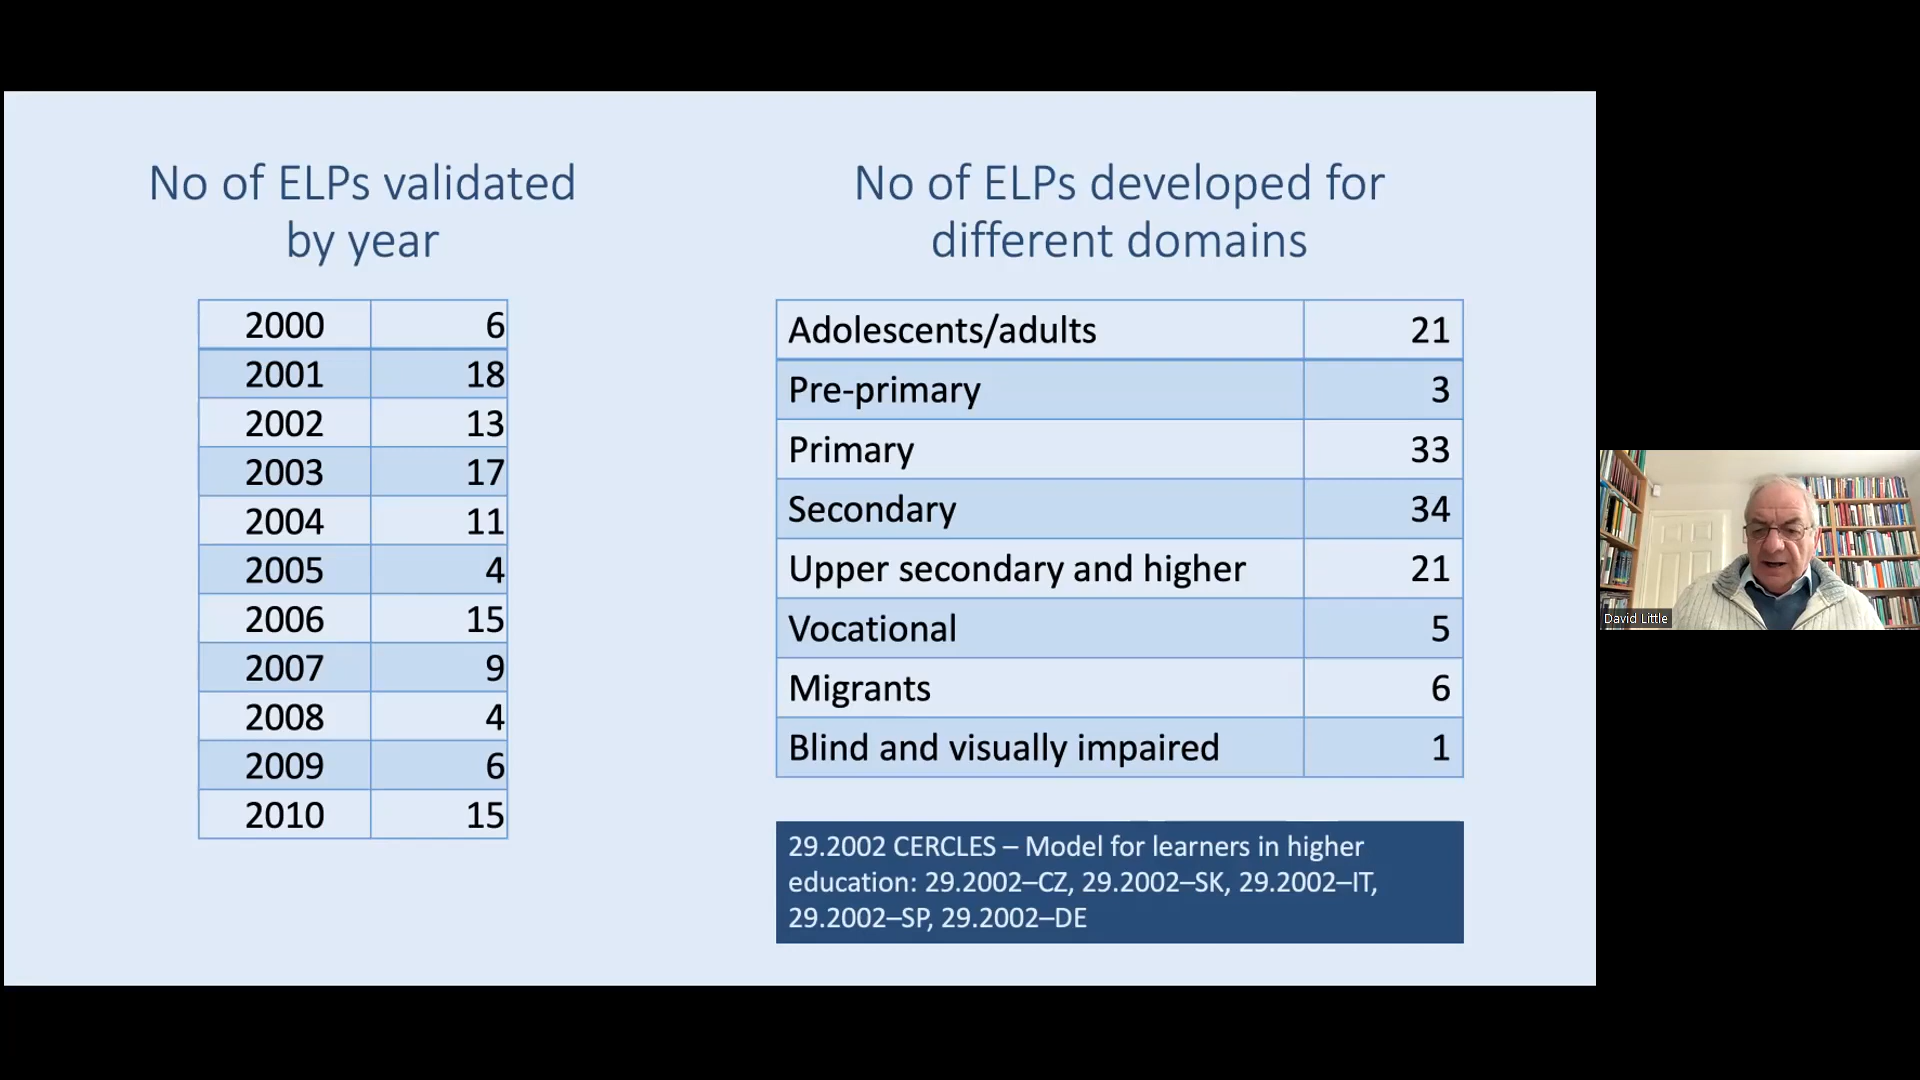 No of ELPs validated
by year
2000 6
2001 18
2002 13
2003 17
2004 11
2005 4
2006 15
2007 9
2008 4
2009 6
2010 15
No of ELPs developed for
different domains
Adolescents/adults 21
Pre-primary 3
Primary 33
Secondary 34
Upper secondary and higher 21
Vocational 5
Migrants 6
Blind and visually impaired 1
29.2002 CERCLES – Model for learners in higher
education: 29.2002–CZ, 29.2002–SK, 29.2002–IT,
29.2002–SP, 29.2002–DE
David Little